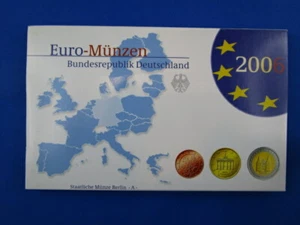 Euro-Münzen
Bundesrepublik Deutschland
Staatliche Münze Berlin - A -